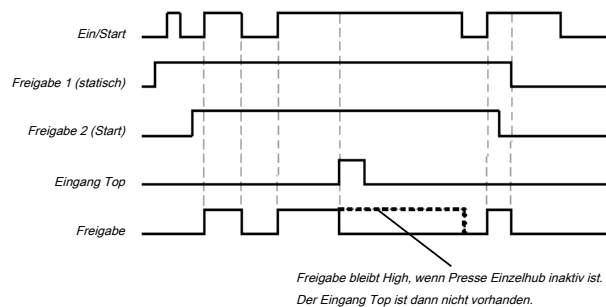 Ein/Start
Freigabe 1 (statisch)
Freigabe 2 (Start)
Eingang Top
Freigabe
Freigabe bleibt High, wenn Presse Einzelhub inaktiv ist.
Der Eingang Top ist dann nicht vorhanden.